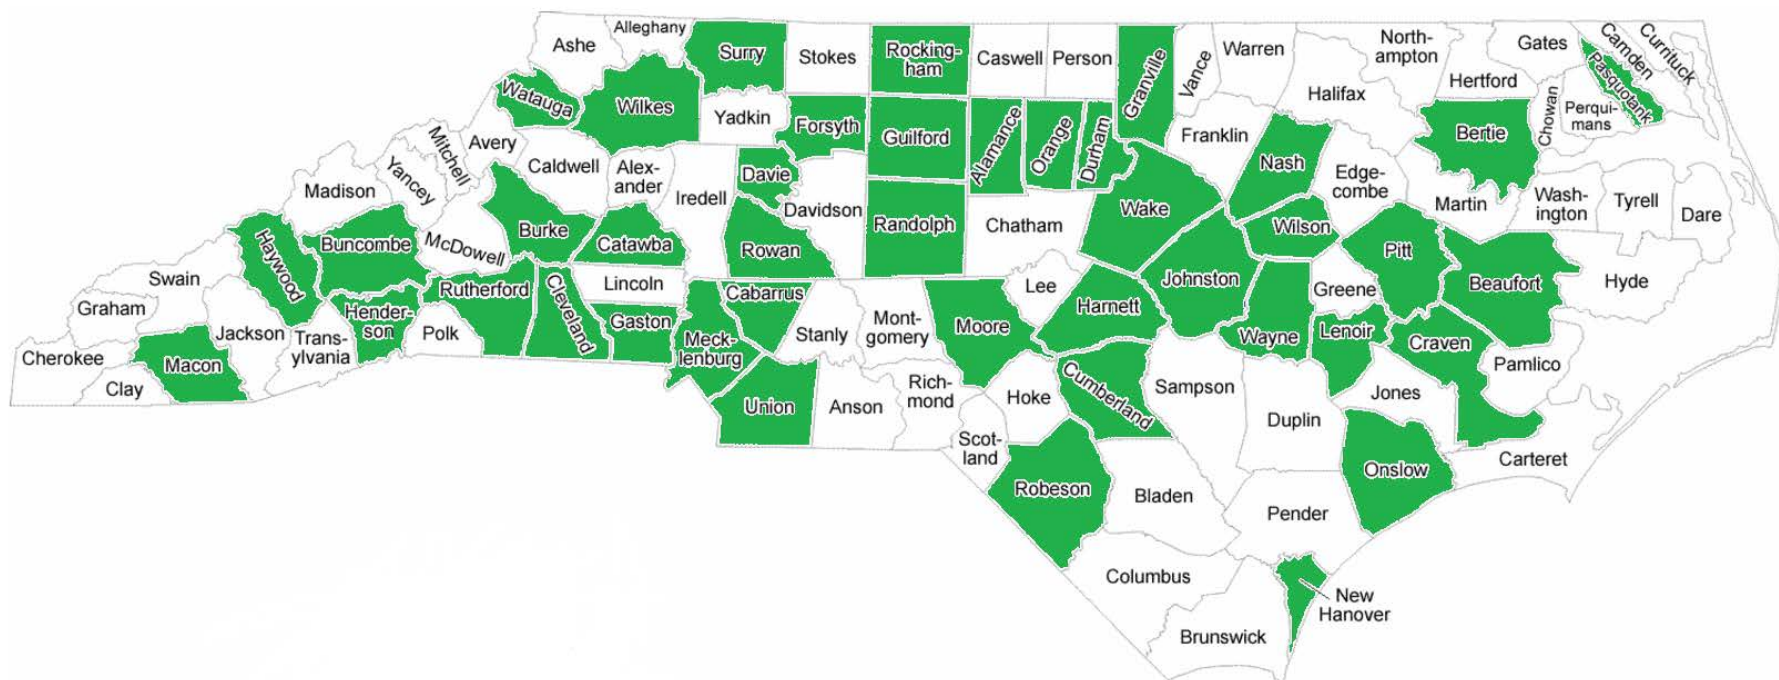 Alleghany
Ashe
Surry
Stokes
Rocking-
ham
Caswell
Person
Granville
Vance
Warren
North-
ampton
Gates
Camden
Currituck
Pasquotank
Hertford
Halifax
Watauga
Wilkes
Yadkin
Forsyth
Guilford
Alamance
Orange
Durham
Franklin
Nash
Bertie
Chowan
Perqui-
mans
Mitchell
Avery
Yancey
Caldwell
Alex-
ander
Iredell
Davie
Madison
Davidson
Randolph
Chatham
Wake
Edge-
combe
Martin
Wash-
ington
Tyrell
Dare
Haywood
Buncombe
McDowell
Burke
Catawba
Rowan
Wilson
Pitt
Beaufort
Hyde
Swain
Graham
Rutherford
Cleveland
Lincoln
Cabarrus
Lee
Harnett
Johnston
Greene
Jackson
Trans-
ylvania
Hender-
son
Polk
Gaston
Meck-
lenburg
Stanly
Mont-
gomery
Moore
Wayne
Lenoir
Craven
Pamlico
Cherokee
Macon
Clay
Union
Anson
Rich-
mond
Hoke
Cumberland
Sampson
Duplin
Jones
Scot-
land
Carteret
Onslow
Robeson
Bladen
Pender
Columbus
New
Hanover
Brunswick